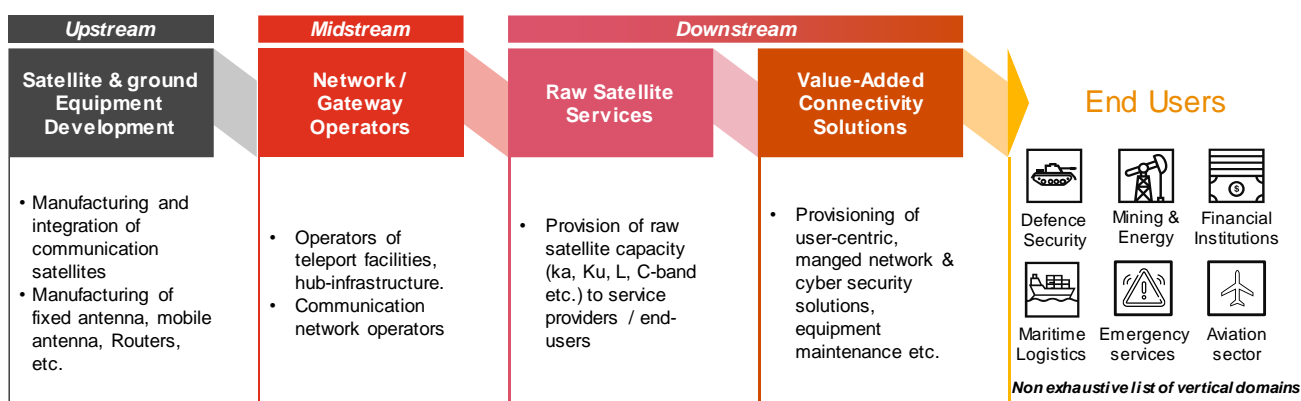 Upstream
Midstream
Downstream
Satellite & ground
Equipment
Development
Network /
Gateway
Operators
Raw Satellite
Services
Value-Added
Connectivity
Solutions
End Users
• Manufacturing and
integration of
communication
satellites
• Manufacturing of
fixed antenna, mobile
antenna, Routers,
etc.
• Operators of
teleport facilities,
hub-infrastructure.
• Communication
network operators
• Provision of raw
satellite capacity
(ka, Ku, L, C-band
etc.) to service
providers / end-
users
• Provisioning of
user-centric,
manged network &
cyber security
solutions,
equipment
maintenance etc.
Defence
Security
Mining &
Energy
$
Financial
Institutions
Maritime
Logistics
Emergency
services
Aviation
sector
Non exhaustive list of vertical domains